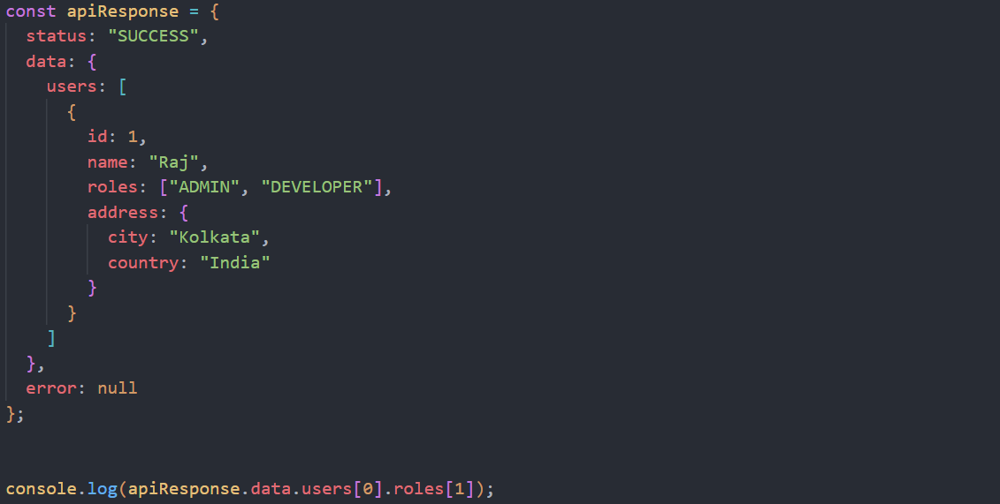 const apiResponse = {
  status: "SUCCESS",
  data: {
    users: [
      {
        id: 1,
        name: "Raj",
        roles: ["ADMIN", "DEVELOPER"],
        address: {
          city: "Kolkata",
          country: "India"
        }
      }
    ]
  },
  error: null
};
console.log(apiResponse.data.users[0].roles[1]);